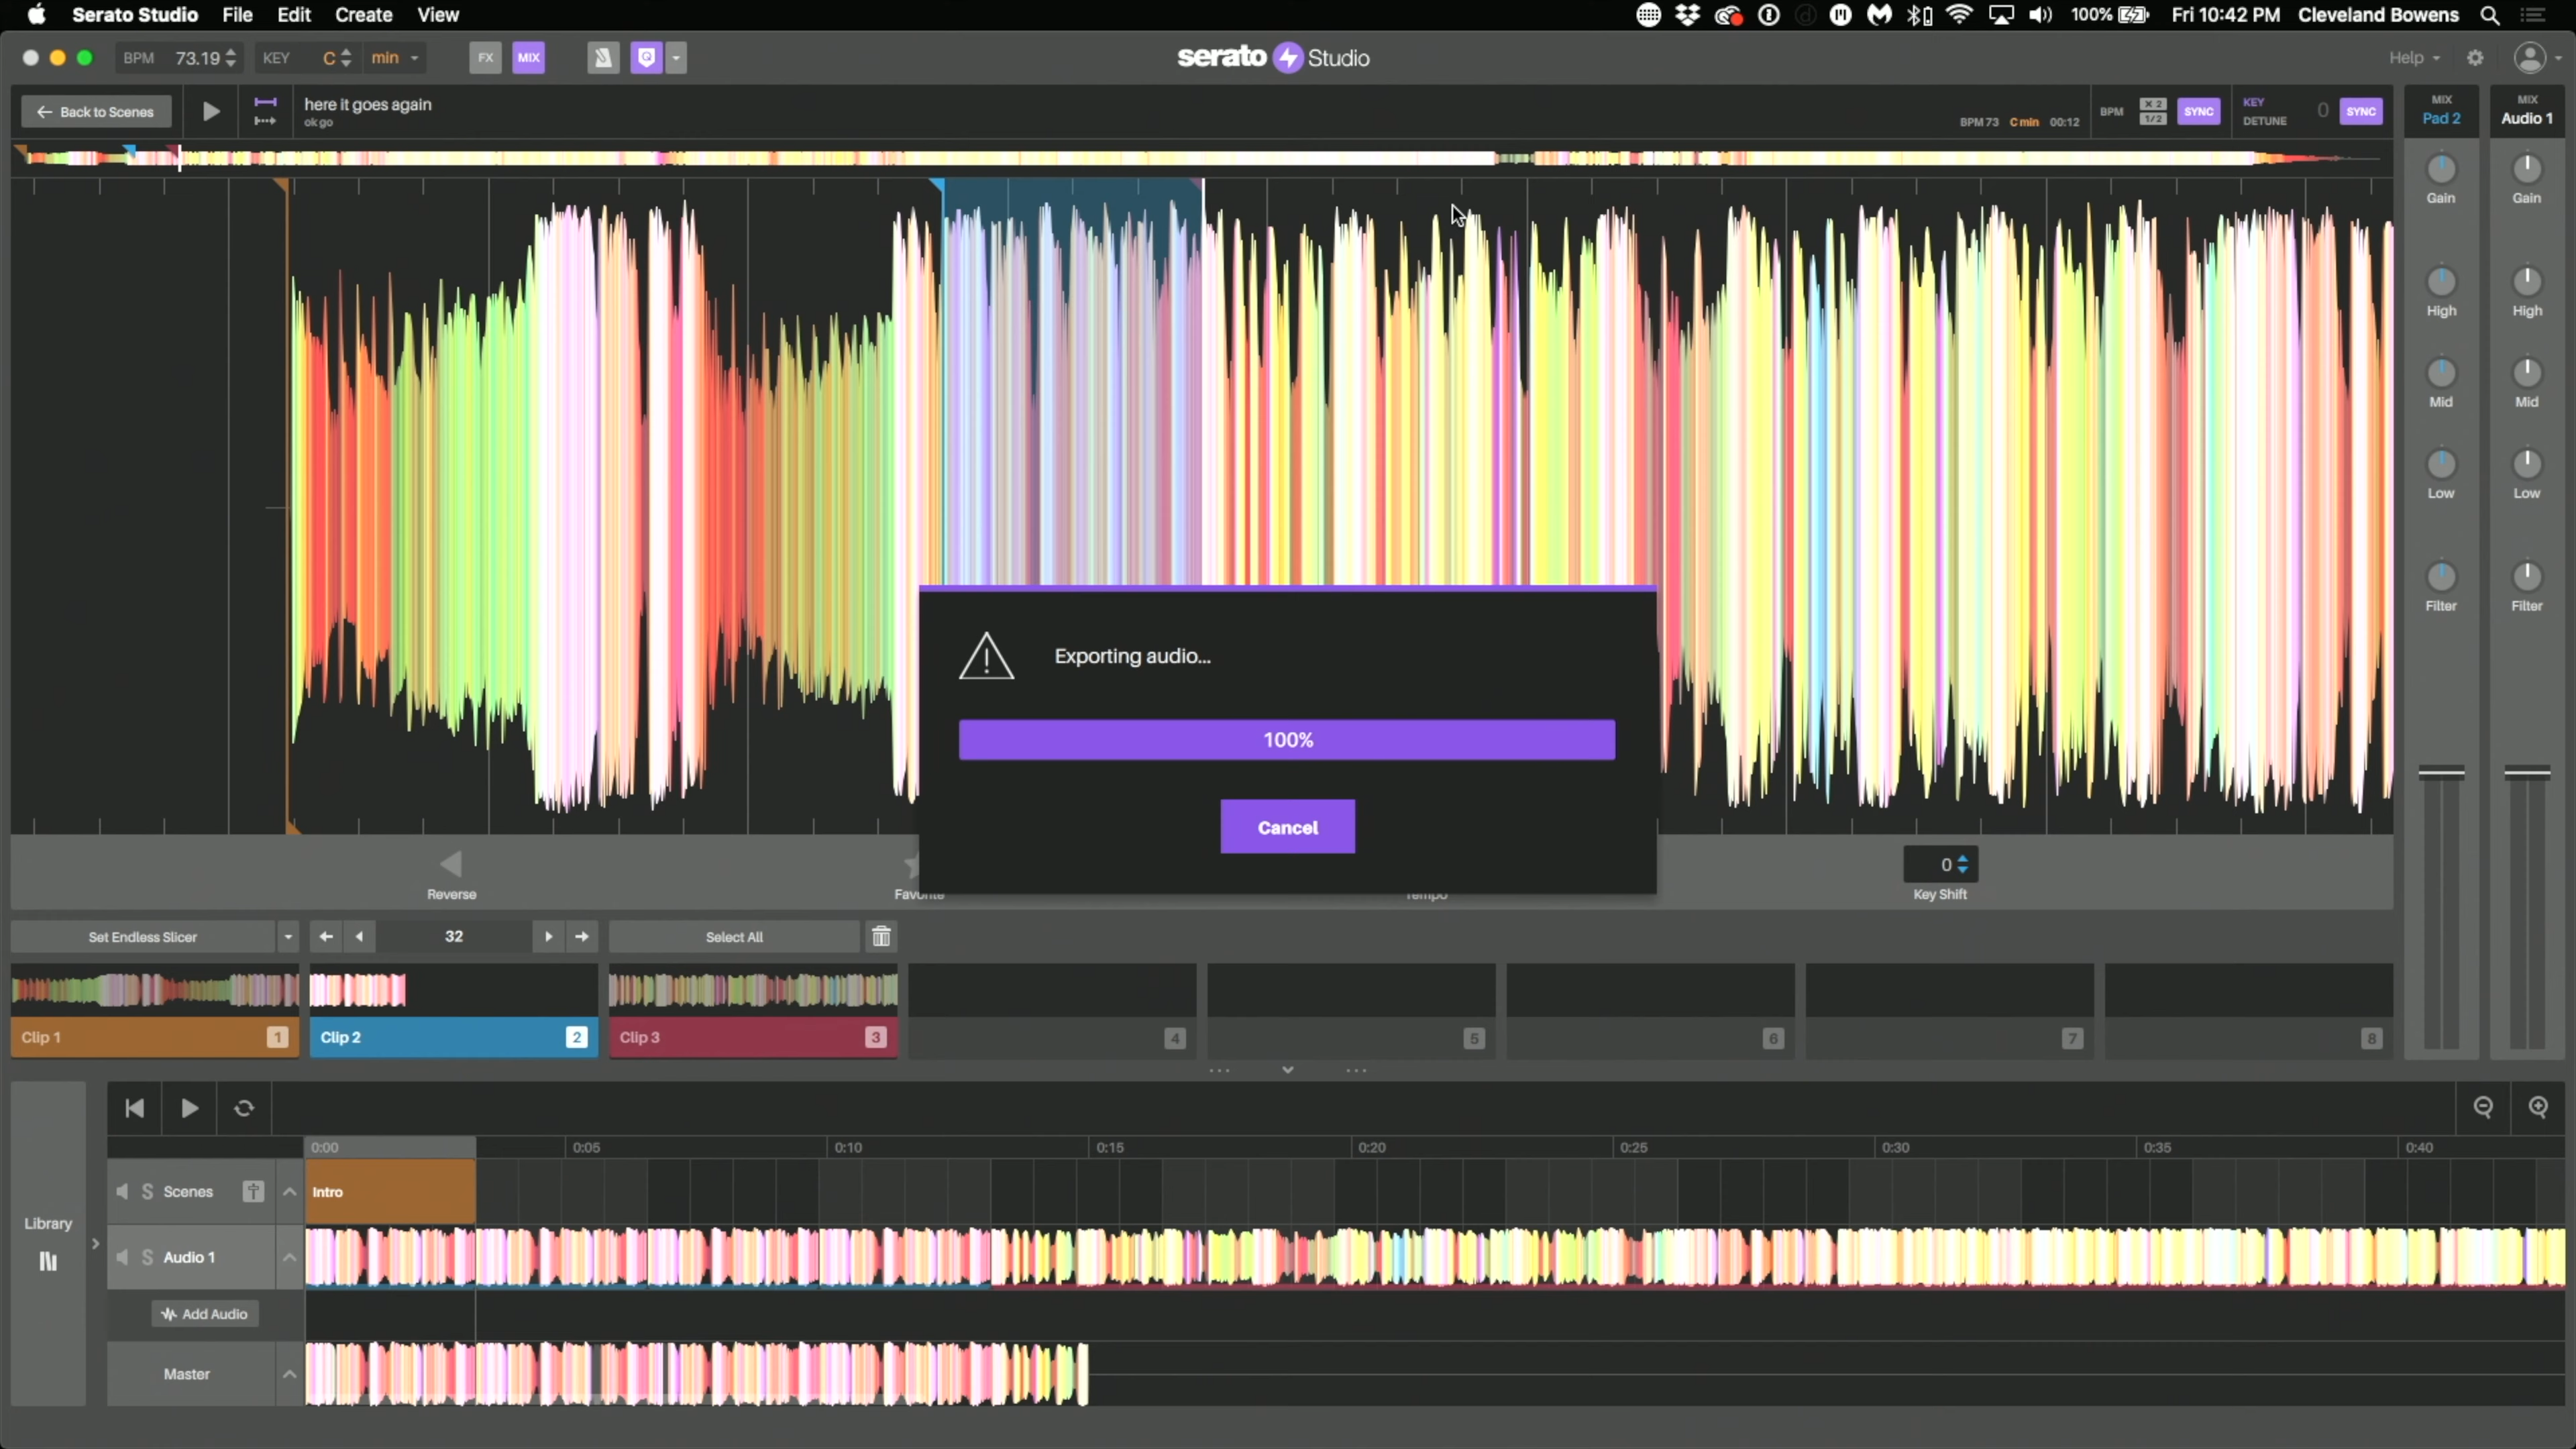 Serato Studio File Edit Create View 100% Fri 10:42 PM Cleveland Bowens
BPM 73.19 KEY C min FX MIX serato Studio Help
Back to Scenes here it goes again BPM X 2 SYNC KEY 0 SYNC MIX MIX
ok go BPM 73 C min 00:12 1/2 DETUNE Pad 2 Audio 1
Gain Gain
High High
Mid Mid
Low Low
Filter Filter
Exporting audio...
100%
Cancel
0
Reverse Favorite Tempo Key Shift
Set Endless Slicer 32 Select All
Clip 1 1 Clip 2 2 Clip 3 3 4 5 6 7 8
0:00 0:05 0:10 0:15 0:20 0:25 0:30 0:35 0:40
S Scenes Intro
Library
S Audio 1
Add Audio
Master